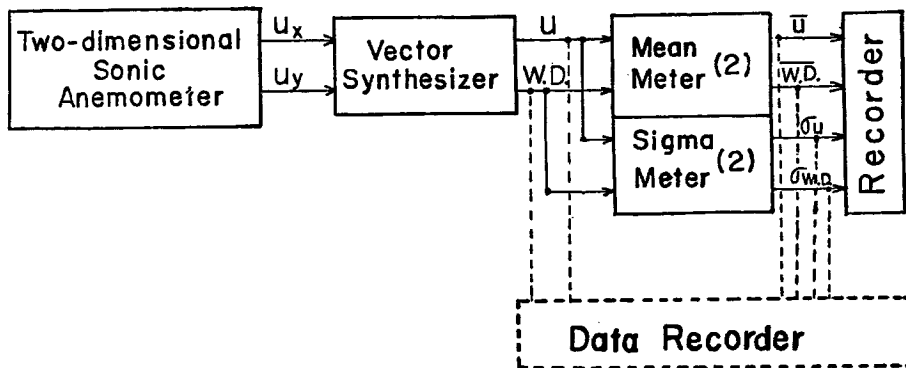 Two-dimensional
Sonic
Anemometer
ux
uy
Vector
Synthesizer
u
W.D.
Mean
Meter (2)
Sigma
Meter (2)
u̅
W.D.
σu
σW.D.
Recorder
Data Recorder